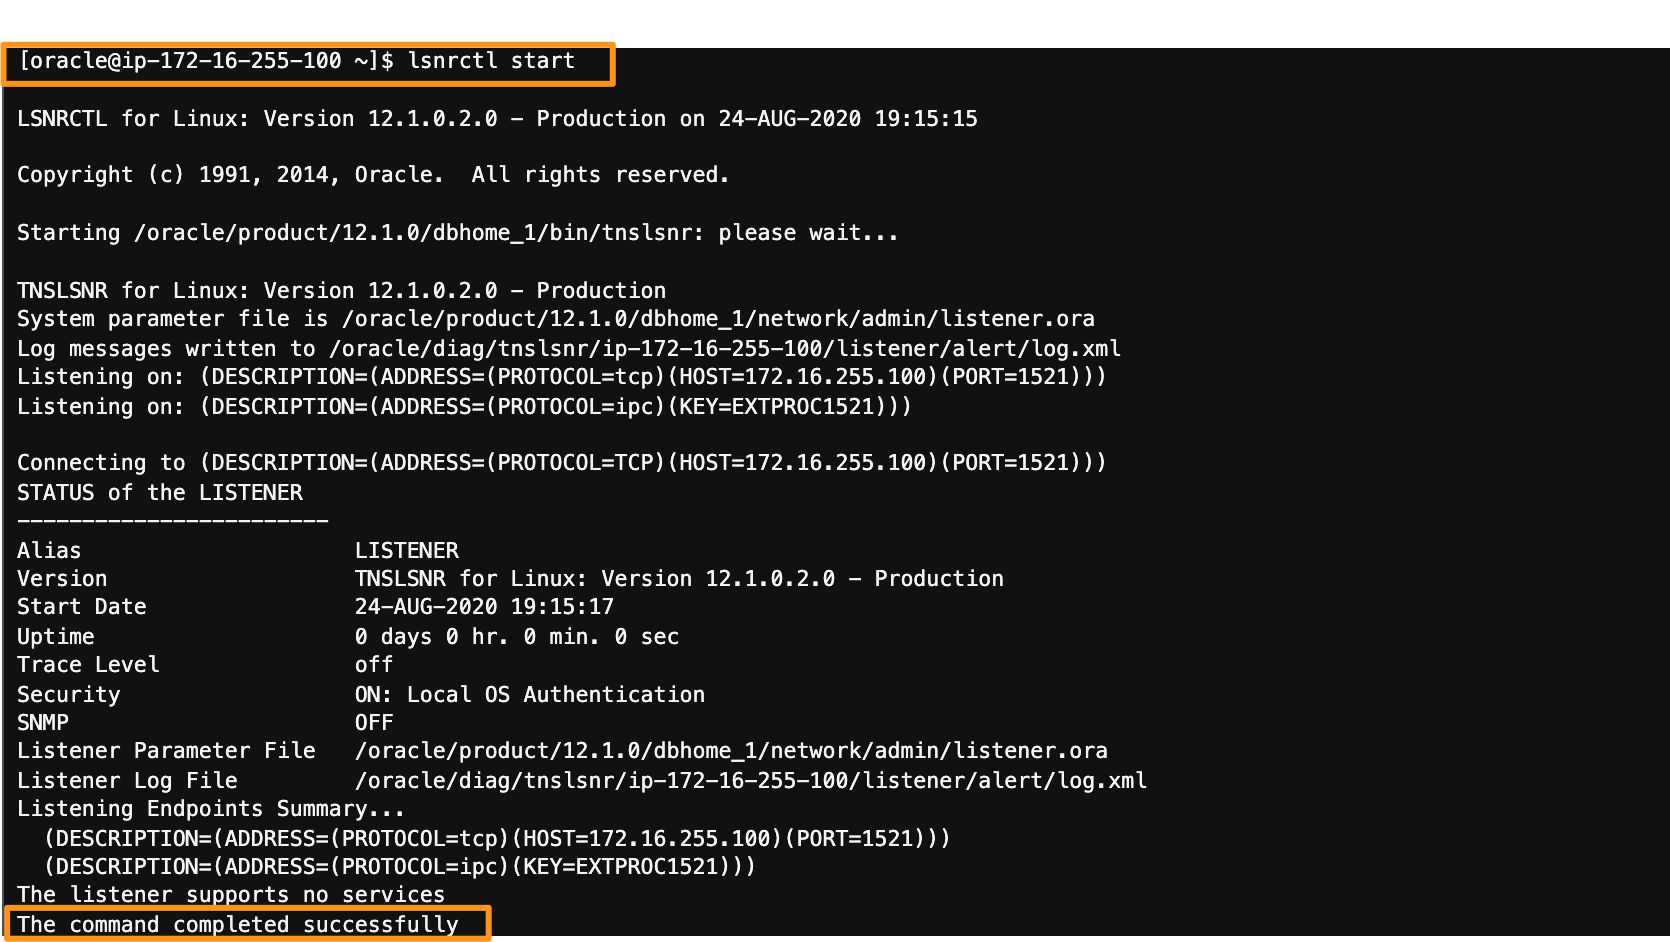 [oracle@ip-172-16-255-100 ~]$ lsnrctl start
LSNRCTL for Linux: Version 12.1.0.2.0 - Production on 24-AUG-2020 19:15:15
Copyright (c) 1991, 2014, Oracle.  All rights reserved.
Starting /oracle/product/12.1.0/dbhome_1/bin/tnslsnr: please wait...
TNSLSNR for Linux: Version 12.1.0.2.0 - Production
System parameter file is /oracle/product/12.1.0/dbhome_1/network/admin/listener.ora
Log messages written to /oracle/diag/tnslsnr/ip-172-16-255-100/listener/alert/log.xml
Listening on: (DESCRIPTION=(ADDRESS=(PROTOCOL=tcp)(HOST=172.16.255.100)(PORT=1521)))
Listening on: (DESCRIPTION=(ADDRESS=(PROTOCOL=ipc)(KEY=EXTPROC1521)))
Connecting to (DESCRIPTION=(ADDRESS=(PROTOCOL=TCP)(HOST=172.16.255.100)(PORT=1521)))
STATUS of the LISTENER
------------------------
Alias                     LISTENER
Version                   TNSLSNR for Linux: Version 12.1.0.2.0 - Production
Start Date                24-AUG-2020 19:15:17
Uptime                    0 days 0 hr. 0 min. 0 sec
Trace Level               off
Security                  ON: Local OS Authentication
SNMP                      OFF
Listener Parameter File   /oracle/product/12.1.0/dbhome_1/network/admin/listener.ora
Listener Log File         /oracle/diag/tnslsnr/ip-172-16-255-100/listener/alert/log.xml
Listening Endpoints Summary...
  (DESCRIPTION=(ADDRESS=(PROTOCOL=tcp)(HOST=172.16.255.100)(PORT=1521)))
  (DESCRIPTION=(ADDRESS=(PROTOCOL=ipc)(KEY=EXTPROC1521)))
The listener supports no services
The command completed successfully